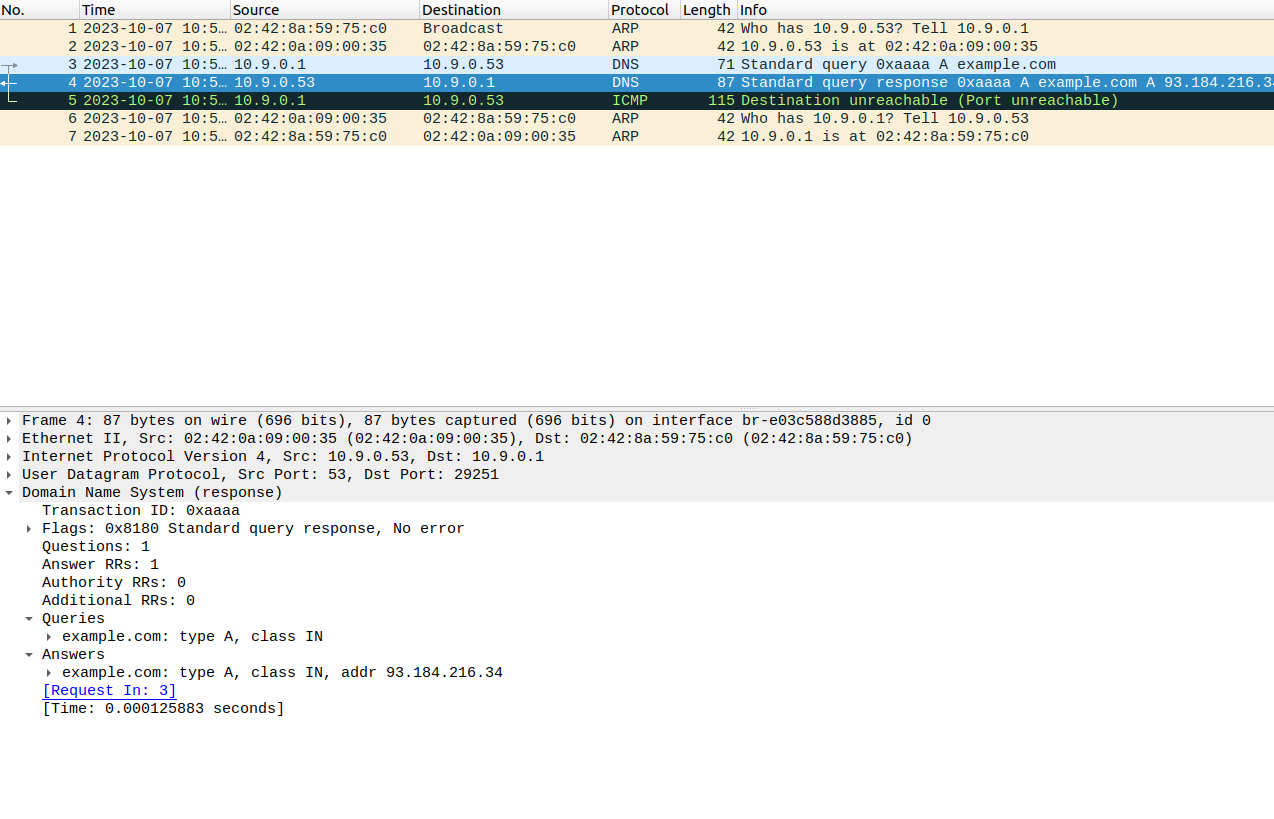 No. Time Source Destination Protocol Length Info
1 2023-10-07 10:5… 02:42:8a:59:75:c0 Broadcast ARP 42 Who has 10.9.0.53? Tell 10.9.0.1
2 2023-10-07 10:5… 02:42:0a:09:00:35 02:42:8a:59:75:c0 ARP 42 10.9.0.53 is at 02:42:0a:09:00:35
3 2023-10-07 10:5… 10.9.0.1 10.9.0.53 DNS 71 Standard query 0xaaaa A example.com
4 2023-10-07 10:5… 10.9.0.53 10.9.0.1 DNS 87 Standard query response 0xaaaa A example.com A 93.184.216.34
5 2023-10-07 10:5… 10.9.0.1 10.9.0.53 ICMP 115 Destination unreachable (Port unreachable)
6 2023-10-07 10:5… 02:42:0a:09:00:35 02:42:8a:59:75:c0 ARP 42 Who has 10.9.0.1? Tell 10.9.0.53
7 2023-10-07 10:5… 02:42:8a:59:75:c0 02:42:0a:09:00:35 ARP 42 10.9.0.1 is at 02:42:8a:59:75:c0
Frame 4: 87 bytes on wire (696 bits), 87 bytes captured (696 bits) on interface br-e03c588d3885, id 0
Ethernet II, Src: 02:42:0a:09:00:35 (02:42:0a:09:00:35), Dst: 02:42:8a:59:75:c0 (02:42:8a:59:75:c0)
Internet Protocol Version 4, Src: 10.9.0.53, Dst: 10.9.0.1
User Datagram Protocol, Src Port: 53, Dst Port: 29251
Domain Name System (response)
Transaction ID: 0xaaaa
Flags: 0x8180 Standard query response, No error
Questions: 1
Answer RRs: 1
Authority RRs: 0
Additional RRs: 0
Queries
example.com: type A, class IN
Answers
example.com: type A, class IN, addr 93.184.216.34
[Request In: 3]
[Time: 0.000125883 seconds]